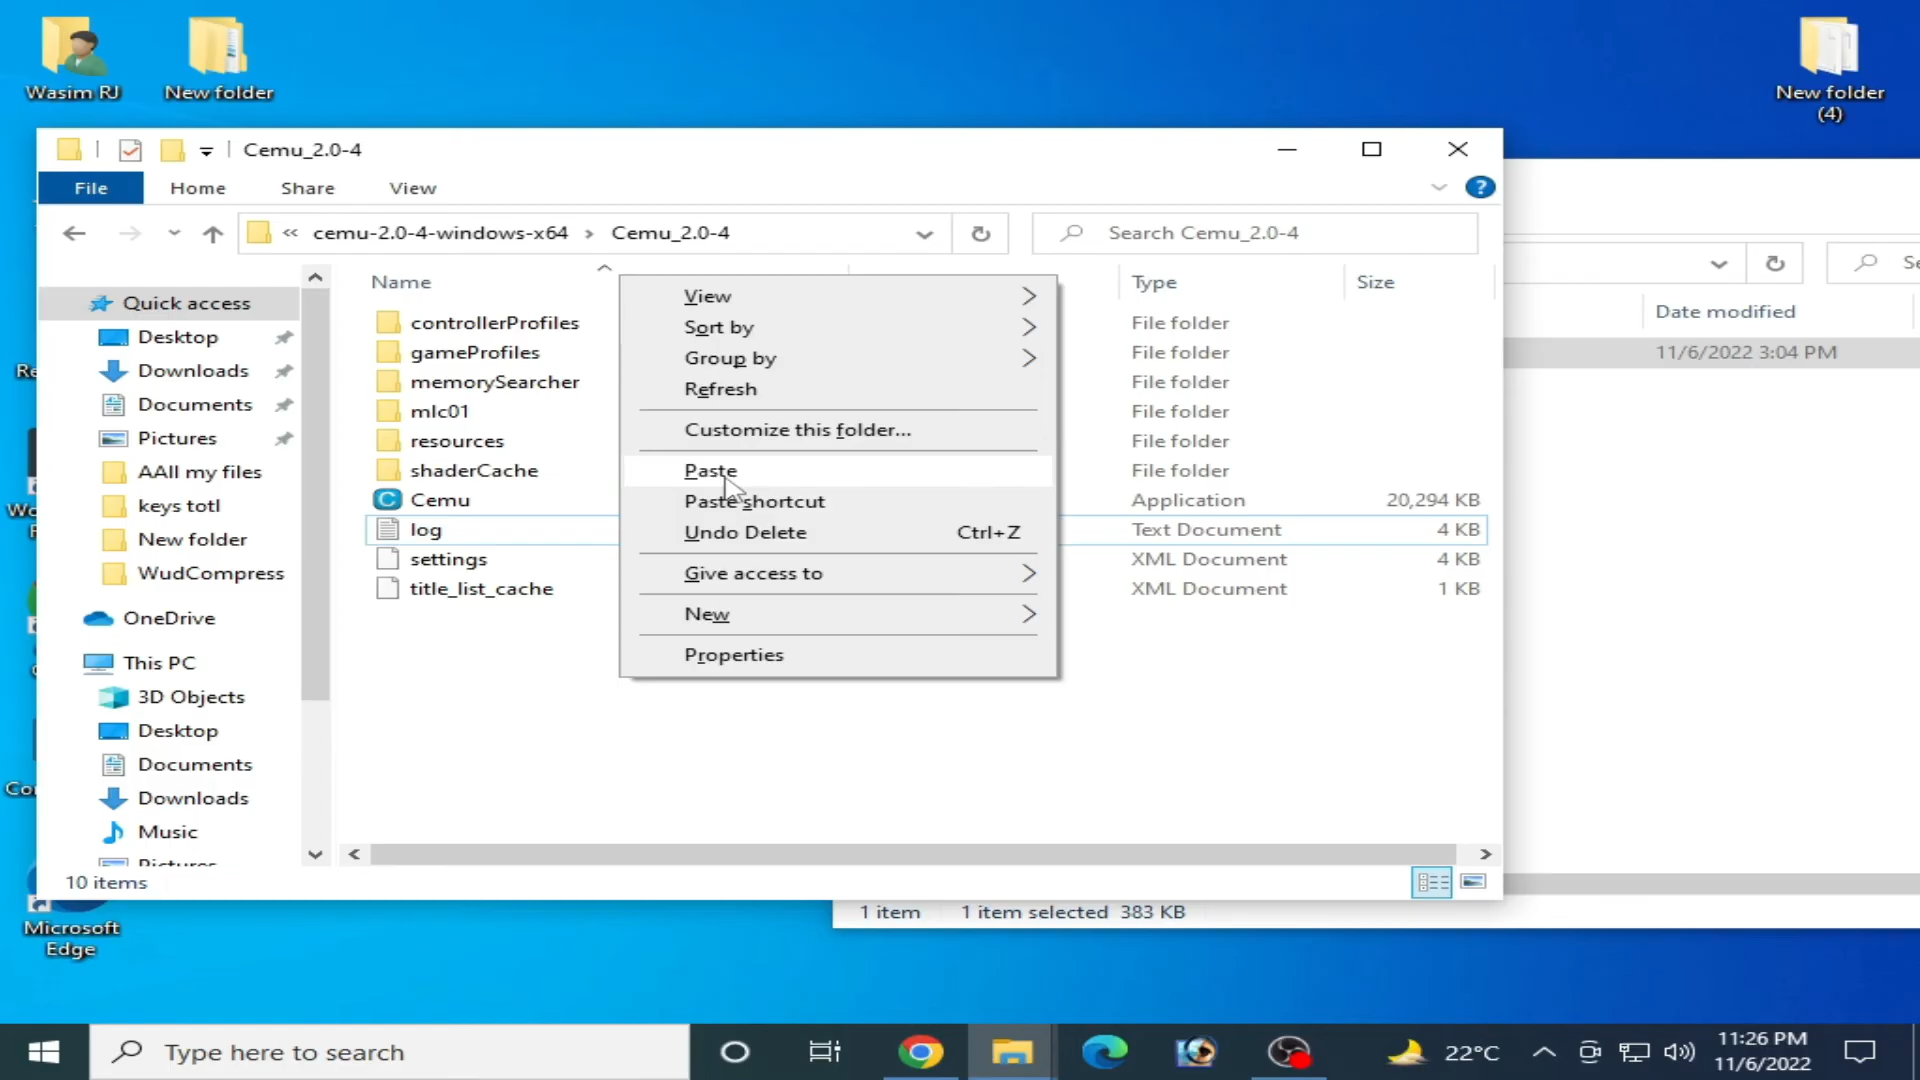 Wasim RJ
New folder
New folder
(4)
Cemu_2.0-4
File
Home
Share
View
?
cemu-2.0-4-windows-x64 > Cemu_2.0-4
Search Cemu_2.0-4
Name
Type
Size
Date modified
11/6/2022 3:04 PM
Quick access
Desktop
Downloads
Documents
Pictures
AAll my files
keys totl
New folder
WudCompress
OneDrive
This PC
3D Objects
Desktop
Documents
Downloads
Music
Pictures
controllerProfiles File folder
gameProfiles File folder
memorySearcher File folder
mlc01 File folder
resources File folder
shaderCache File folder
Cemu Application 20,294 KB
log Text Document 4 KB
settings XML Document 4 KB
title_list_cache XML Document 1 KB
View
Sort by
Group by
Refresh
Customize this folder...
Paste
Paste shortcut
Undo Delete Ctrl+Z
Give access to
New
Properties
10 items
1 item 1 item selected 383 KB
Microsoft
Edge
Type here to search
22°C
11:26 PM
11/6/2022